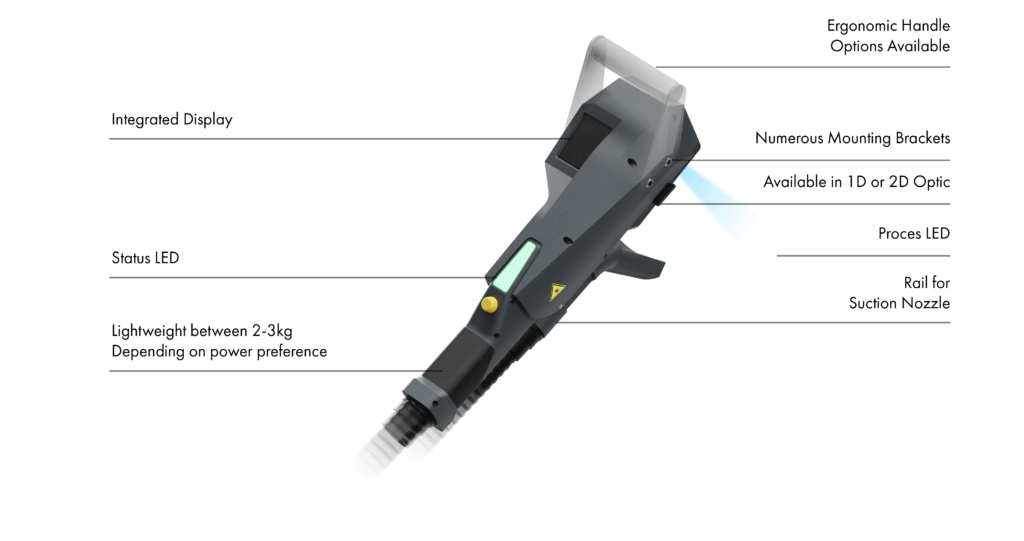 Ergonomic Handle
Options Available
Integrated Display
Numerous Mounting Brackets
Available in 1D or 2D Optic
Proces LED
Status LED
Rail for
Suction Nozzle
Lightweight between 2-3kg
Depending on power preference